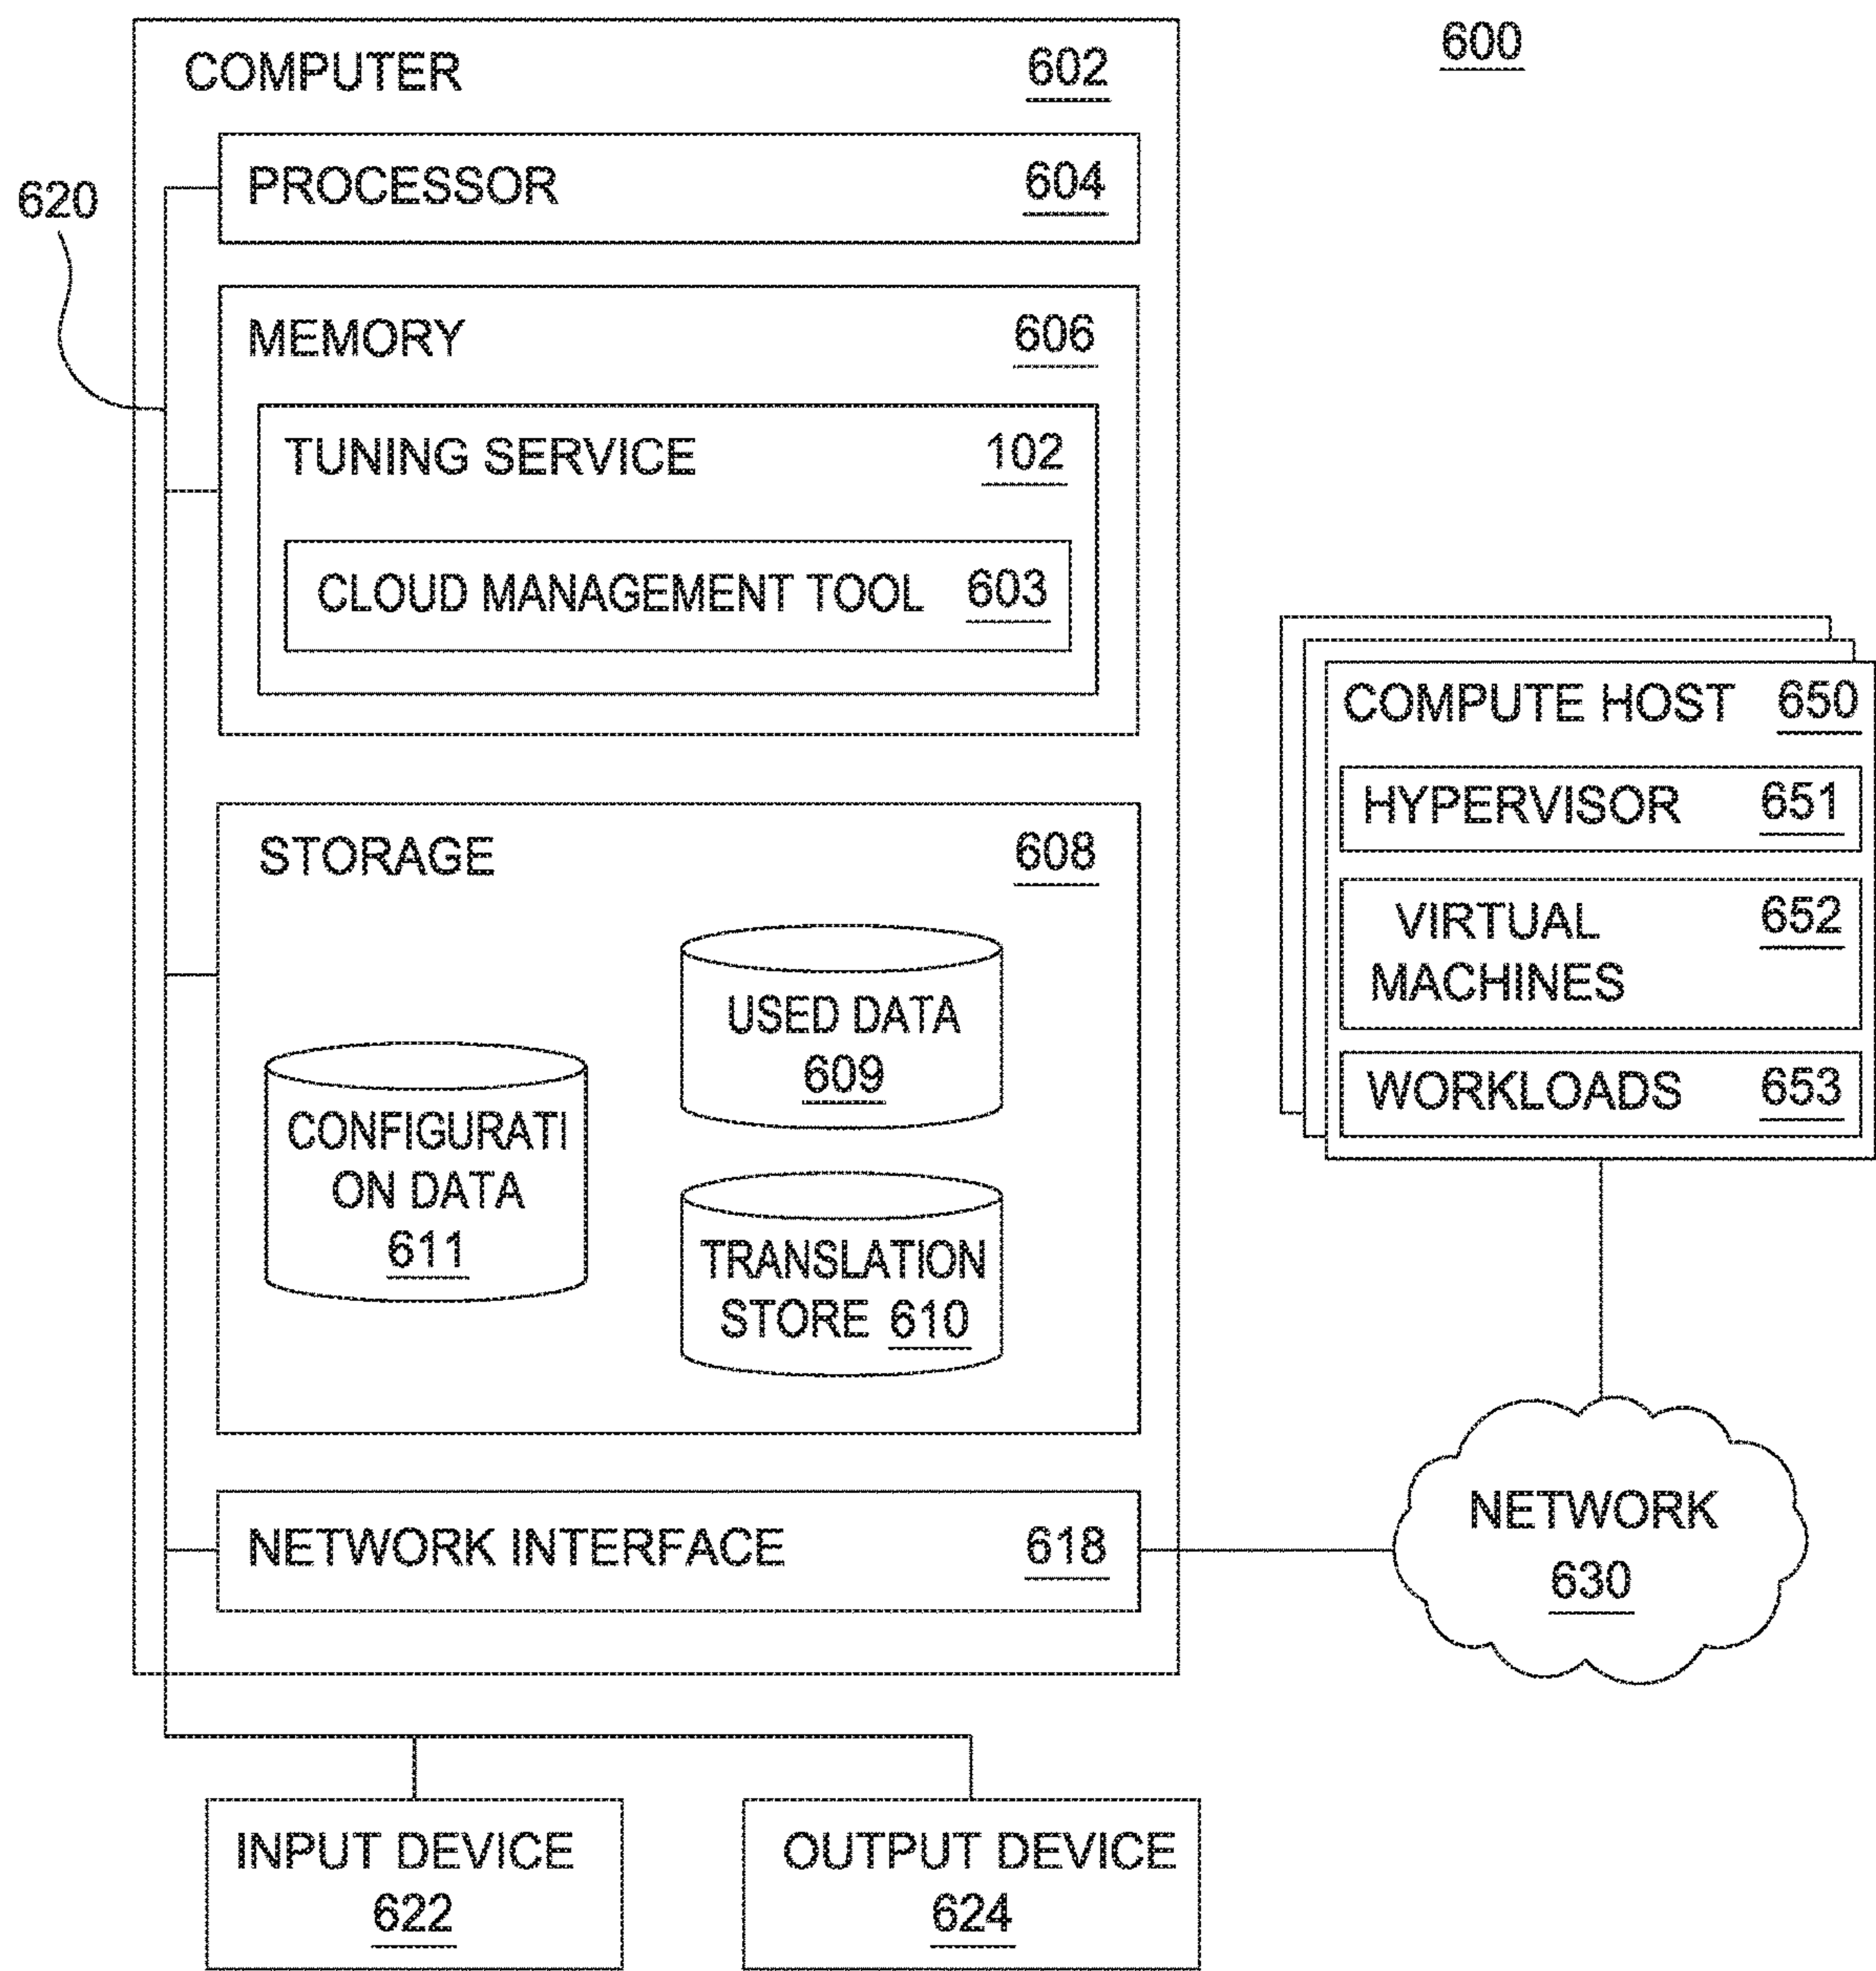 600
COMPUTER 602
PROCESSOR 604
620
MEMORY 606
TUNING SERVICE 102
CLOUD MANAGEMENT TOOL 603
STORAGE 608
USED DATA
609
CONFIGURATI
ON DATA
611
TRANSLATION
STORE 610
NETWORK INTERFACE 618
COMPUTE HOST 650
HYPERVISOR 651
VIRTUAL 652
MACHINES
WORKLOADS 653
NETWORK
630
INPUT DEVICE
622
OUTPUT DEVICE
624